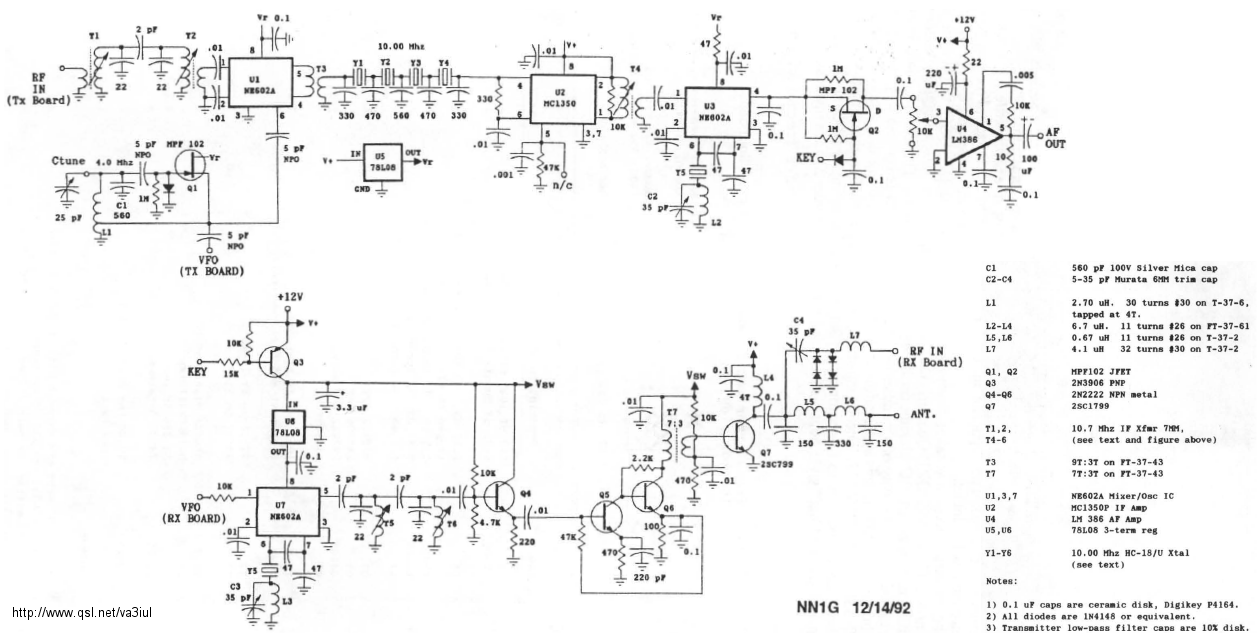 Vr 0.1
2 pF
T1
T2
.01
8
1
5
U1
NE602A
2
4
3
6
.01
RF
IN
(Tx Board)
22
22
5 pF
NPO
10.00 Mhz
T3
Y1
Y2
Y3
Y4
330
470
560
470
330
330
.01
.01
V+
8
4
2
U2
MC1350
1
6
5
3,7
.01
.001
47K
n/c
T4
10K
.01
Vr
47
.01
8
1
U3
NE602A
4
2
6
7
.01
3
Y5
47
47
C2
35 pF
L2
0.1
1M
MPF 102
S
D
Q2
1M
KEY
0.1
0.1
10K
+12V
V+
22
220
uF
.005
10K
3
6
1
U4
LM386
5
2
4
7
0.1
10
100
uF
0.1
AF
OUT
Ctune
4.0 Mhz
5 pF
NPO
MPF 102
Vr
Q1
25 pF
C1
560
1M
L1
5 pF
NPO
VFO
(TX BOARD)
V+
IN
OUT
Vr
U5
78L08
GND
+12V
V+
10K
KEY
15K
Q3
3.3 uF
Vsw
IN
U6
78L08
OUT
0.1
8
10K
1
VFO
(RX BOARD)
U7
NE602A
5
2
3
.01
6
7
Y5
47
47
C3
35 pF
L3
2 pF
2 pF
.01
22
T5
22
T6
10K
4.7K
Q4
220
.01
47K
Q5
470
220 pF
2.2K
Q6
100
0.1
.01
T7
7:3
Vsw
10K
470
.01
V+
0.1
L4
4T
0.1
Q7
2SC799
C4
35 pF
L7
RF IN
(RX Board)
L5
L6
ANT.
150
330
150
C1 560 pF 100V Silver Mica cap
C2-C4 5-35 pF Murata 6MM trim cap
L1 2.70 uH. 30 turns #30 on T-37-6,
tapped at 4T.
L2-L4 6.7 uH. 11 turns #26 on FT-37-61
L5,L6 0.67 uH 11 turns #26 on T-37-2
L7 4.1 uH 32 turns #30 on T-37-2
Q1, Q2 MPF102 JFET
Q3 2N3906 PNP
Q4-Q6 2N2222 NPN metal
Q7 2SC1799
T1,2, 10.7 Mhz IF Xfmr 7MM,
T4-6 (see text and figure above)
T3 9T:3T on FT-37-43
T7 7T:3T on FT-37-43
U1,3,7 NE602A Mixer/Osc IC
U2 MC1350P IF Amp
U4 LM 386 AF Amp
U5,U6 78L08 3-term reg
Y1-Y6 10.00 Mhz HC-18/U Xtal
(see text)
Notes:
1) 0.1 uF caps are ceramic disk, Digikey P4164.
2) All diodes are 1N4148 or equivalent.
3) Transmitter low-pass filter caps are 10% disk.
NN1G 12/14/92
http://www.qsl.net/va3iul